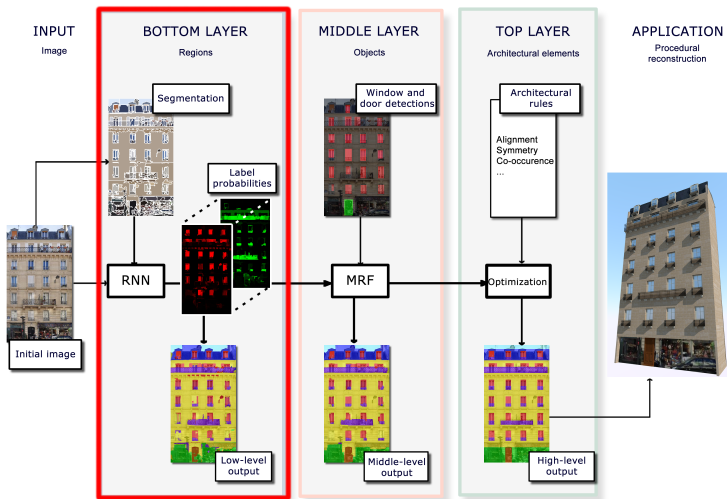 INPUT
Image
BOTTOM LAYER
Regions
MIDDLE LAYER
Objects
TOP LAYER
Architectural elements
APPLICATION
Procedural
reconstruction
Segmentation
Window and
door detections
Architectural
rules
Alignment
Symmetry
Co-occurence
...
Label
probabilities
RNN
MRF
Optimization
Initial image
Low-level
output
Middle-level
output
High-level
output